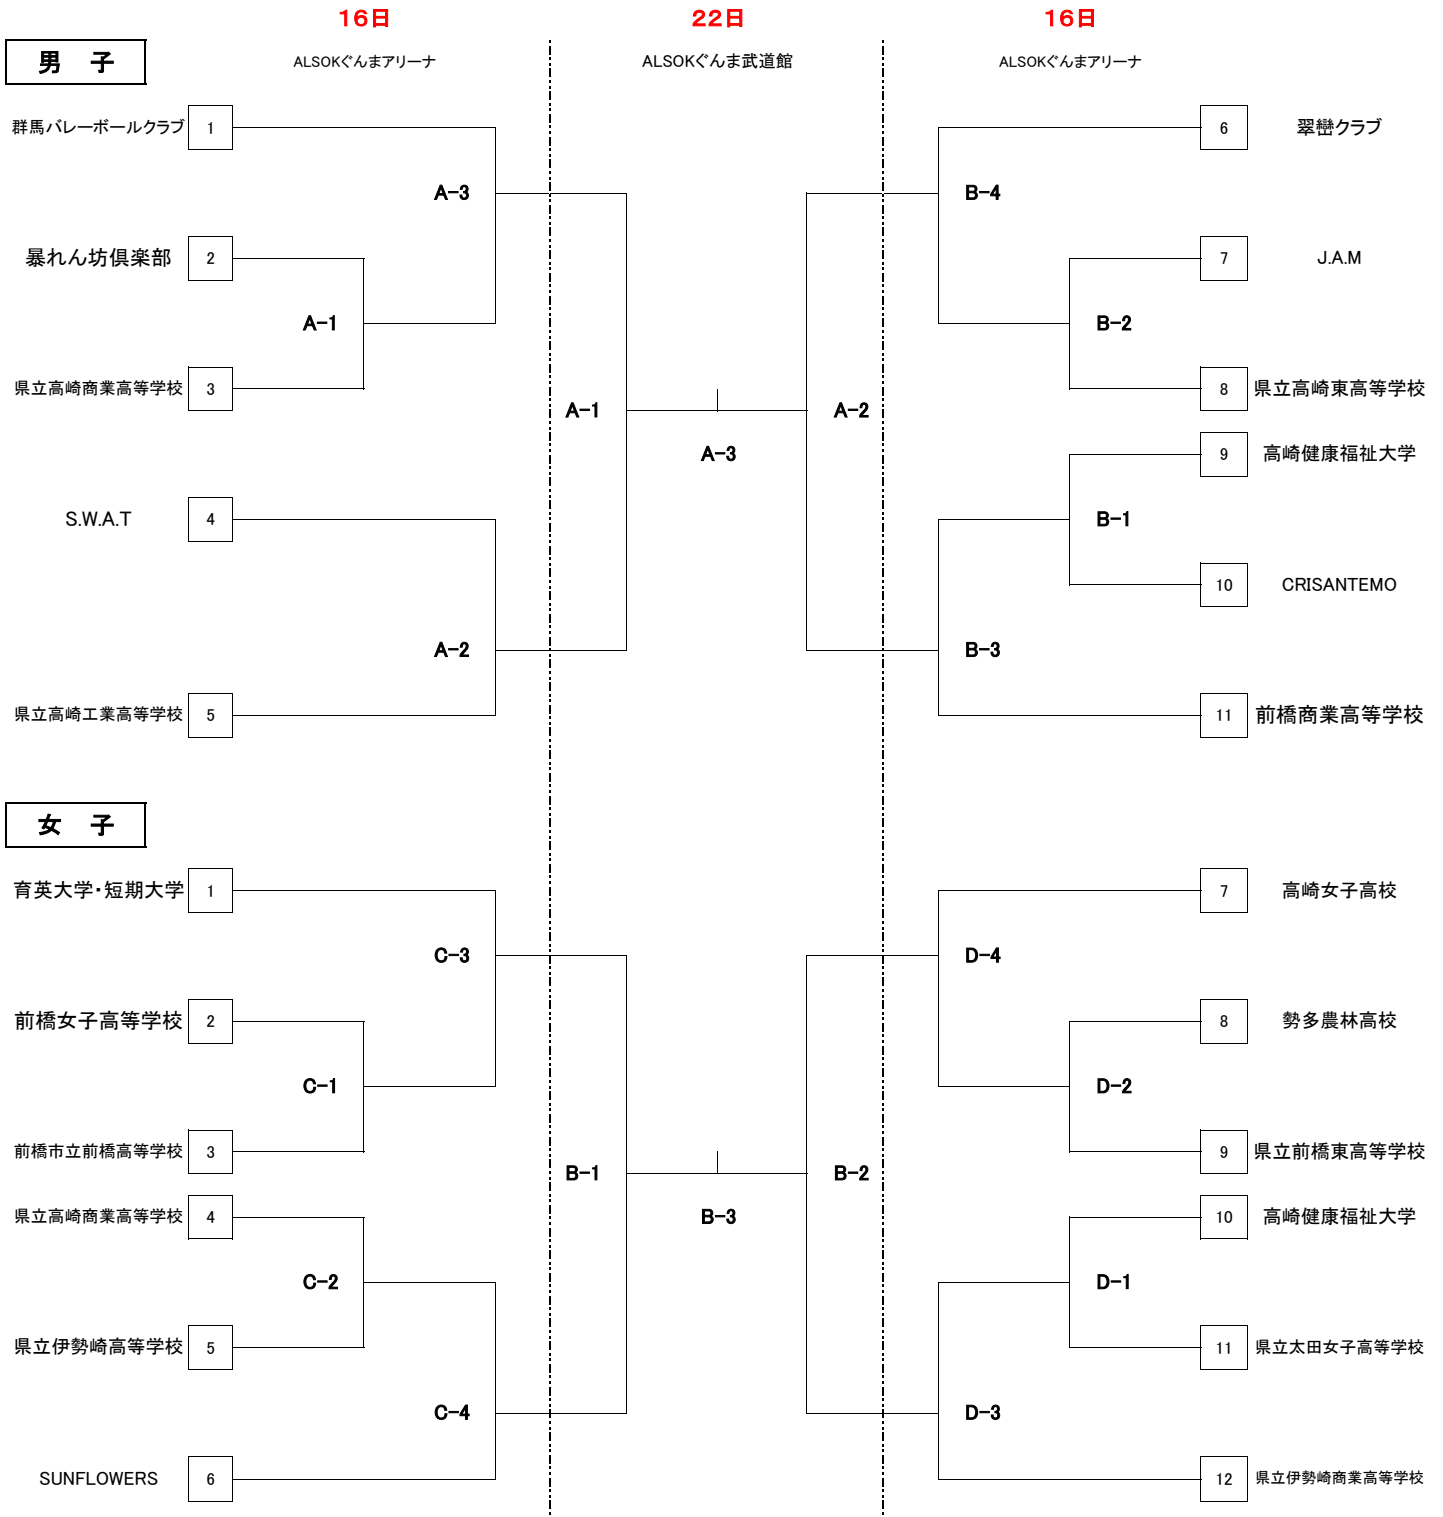 16日
22日
16日
男 子
ALSOKぐんまアリーナ
ALSOKぐんま武道館
ALSOKぐんまアリーナ
群馬バレーボールクラブ 1
6 翠巒クラブ
A-3
B-4
暴れん坊倶楽部 2
7 J.A.M
A-1
B-2
県立高崎商業高等学校 3
8 県立高崎東高等学校
A-1
A-2
A-3
9 高崎健康福祉大学
S.W.A.T 4
B-1
10 CRISANTEMO
A-2
B-3
県立高崎工業高等学校 5
11 前橋商業高等学校
女 子
育英大学・短期大学 1
7 高崎女子高校
C-3
D-4
前橋女子高等学校 2
8 勢多農林高校
C-1
D-2
前橋市立前橋高等学校 3
9 県立前橋東高等学校
B-1
B-2
県立高崎商業高等学校 4
B-3
10 高崎健康福祉大学
C-2
D-1
県立伊勢崎高等学校 5
11 県立太田女子高等学校
C-4
D-3
SUNFLOWERS 6
12 県立伊勢崎商業高等学校